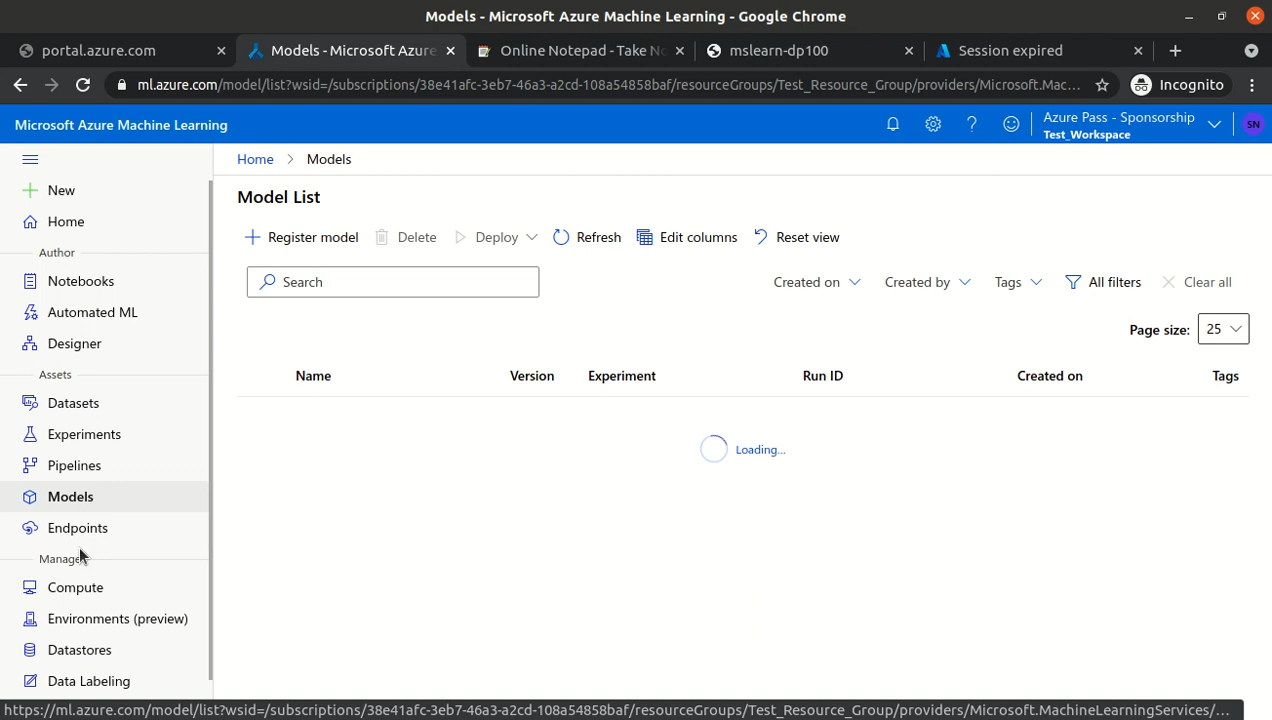 Models - Microsoft Azure Machine Learning - Google Chrome
portal.azure.com
Models - Microsoft Azure
Online Notepad - Take No
mslearn-dp100
Session expired
ml.azure.com/model/list?wsid=/subscriptions/38e41afc-3eb7-46a3-a2cd-108a54858baf/resourceGroups/Test_Resource_Group/providers/Microsoft.Mac...
Incognito
Microsoft Azure Machine Learning
Azure Pass - Sponsorship
Test_Workspace
SN
Home > Models
New
Home
Author
Notebooks
Automated ML
Designer
Assets
Datasets
Experiments
Pipelines
Models
Endpoints
Manage
Compute
Environments (preview)
Datastores
Data Labeling
Model List
Register model Delete Deploy Refresh Edit columns Reset view
Search
Created on Created by Tags All filters Clear all
Page size: 25
Name Version Experiment Run ID Created on Tags
Loading...
https://ml.azure.com/model/list?wsid=/subscriptions/38e41afc-3eb7-46a3-a2cd-108a54858baf/resourceGroups/Test_Resource_Group/providers/Microsoft.MachineLearningServices/...